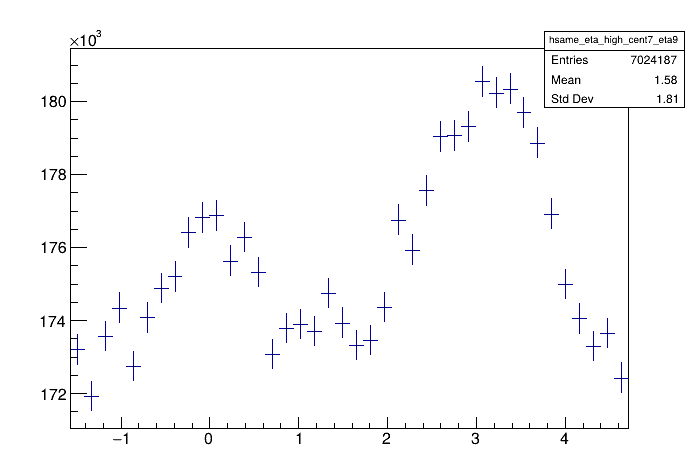 ×10³
hsame_eta_high_cent7_eta9
Entries 7024187
Mean 1.58
Std Dev 1.81
180
178
176
174
172
−1 0 1 2 3 4